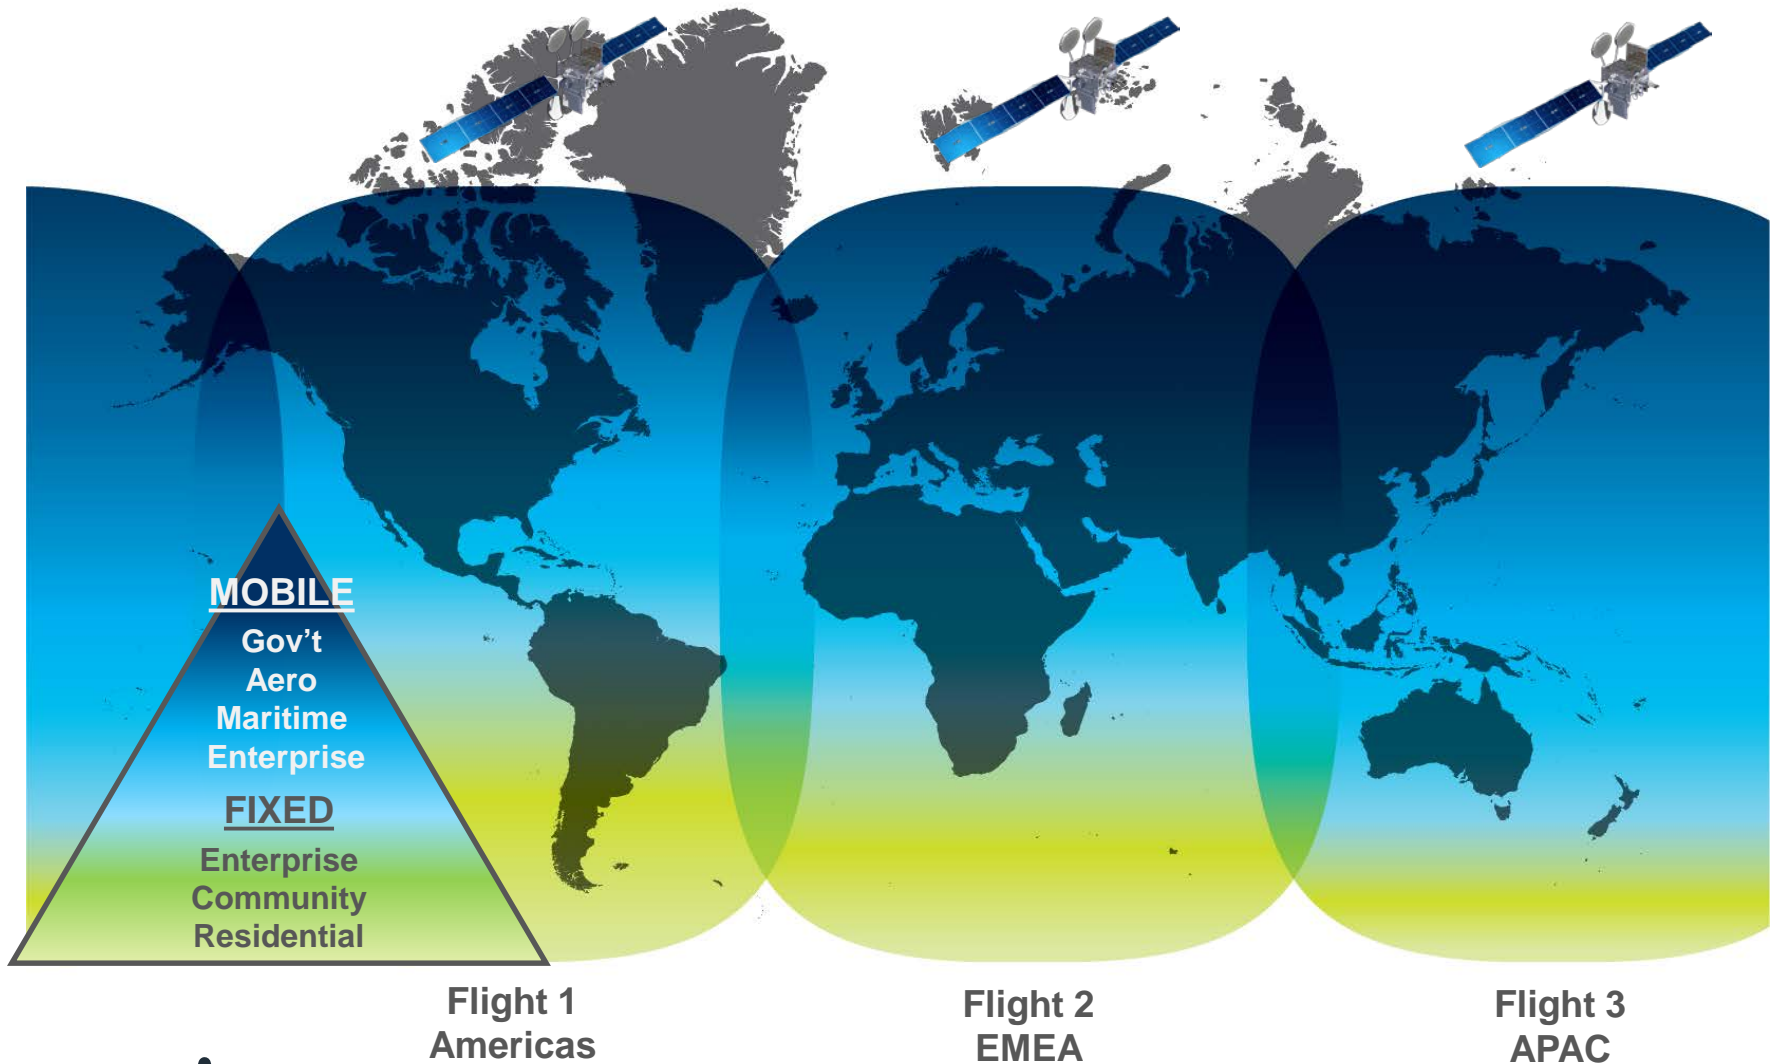 MOBILE
Gov't
Aero
Maritime
Enterprise
FIXED
Enterprise
Community
Residential
Flight 1
Americas
Flight 2
EMEA
Flight 3
APAC